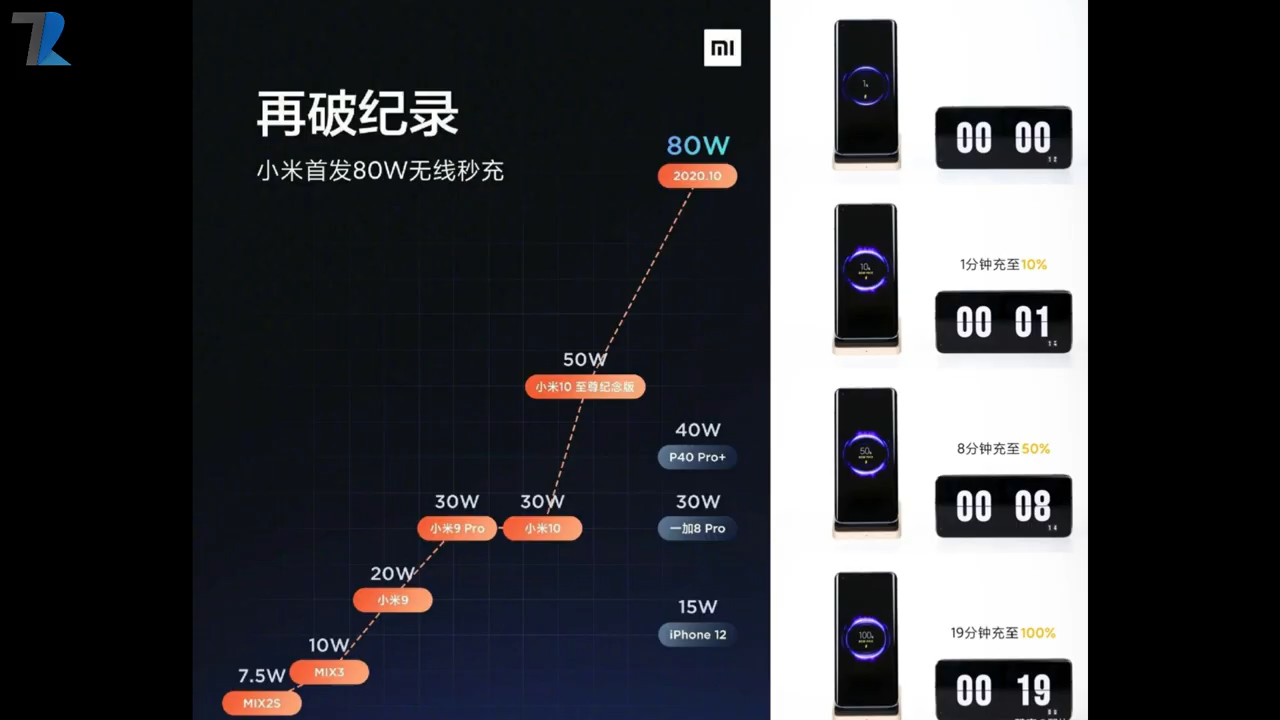 mi
再破纪录
小米首发80W无线秒充
80W
2020.10
50W
小米10 至尊纪念版
40W
P40 Pro+
30W
小米9 Pro
30W
小米10
30W
一加8 Pro
20W
小米9
15W
iPhone 12
10W
MIX3
7.5W
MIX2S
1%
00 00
10%
1分钟充至10%
00 01
50%
8分钟充至50%
00 08
100%
19分钟充至100%
00 19